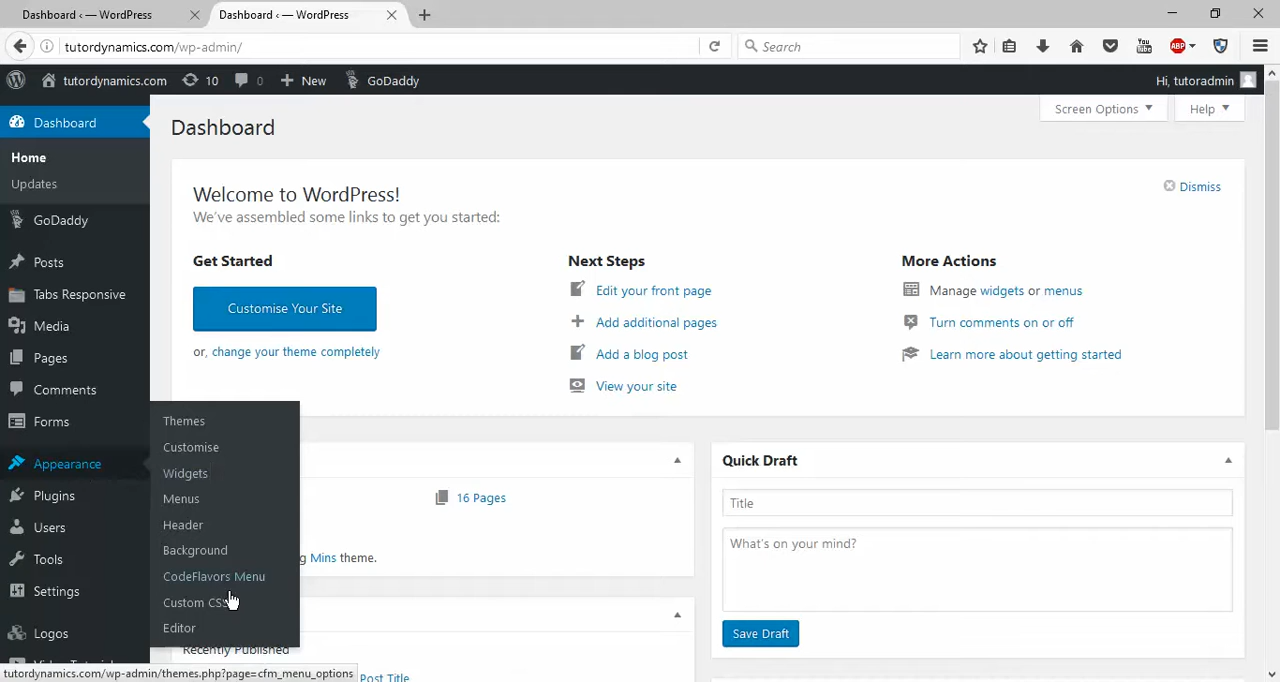 Dashboard ‹ — WordPress
Dashboard ‹ — WordPress
tutordynamics.com/wp-admin/
Search
You Tube
ABP
tutordynamics.com
10
0
New
GoDaddy
Hi, tutoradmin
Dashboard
Home
Updates
GoDaddy
Posts
Tabs Responsive
Media
Pages
Comments
Forms
Appearance
Plugins
Users
Tools
Settings
Logos
Themes
Customise
Widgets
Menus
Header
Background
CodeFlavors Menu
Custom CSS
Editor
Dashboard
Screen Options
Help
Welcome to WordPress!
Dismiss
We've assembled some links to get you started:
Get Started
Customise Your Site
or, change your theme completely
Next Steps
Edit your front page
Add additional pages
Add a blog post
View your site
More Actions
Manage widgets or menus
Turn comments on or off
Learn more about getting started
16 Pages
Mins theme.
Recently Published
Post Title
Quick Draft
Title
What's on your mind?
Save Draft
tutordynamics.com/wp-admin/themes.php?page=cfm_menu_options